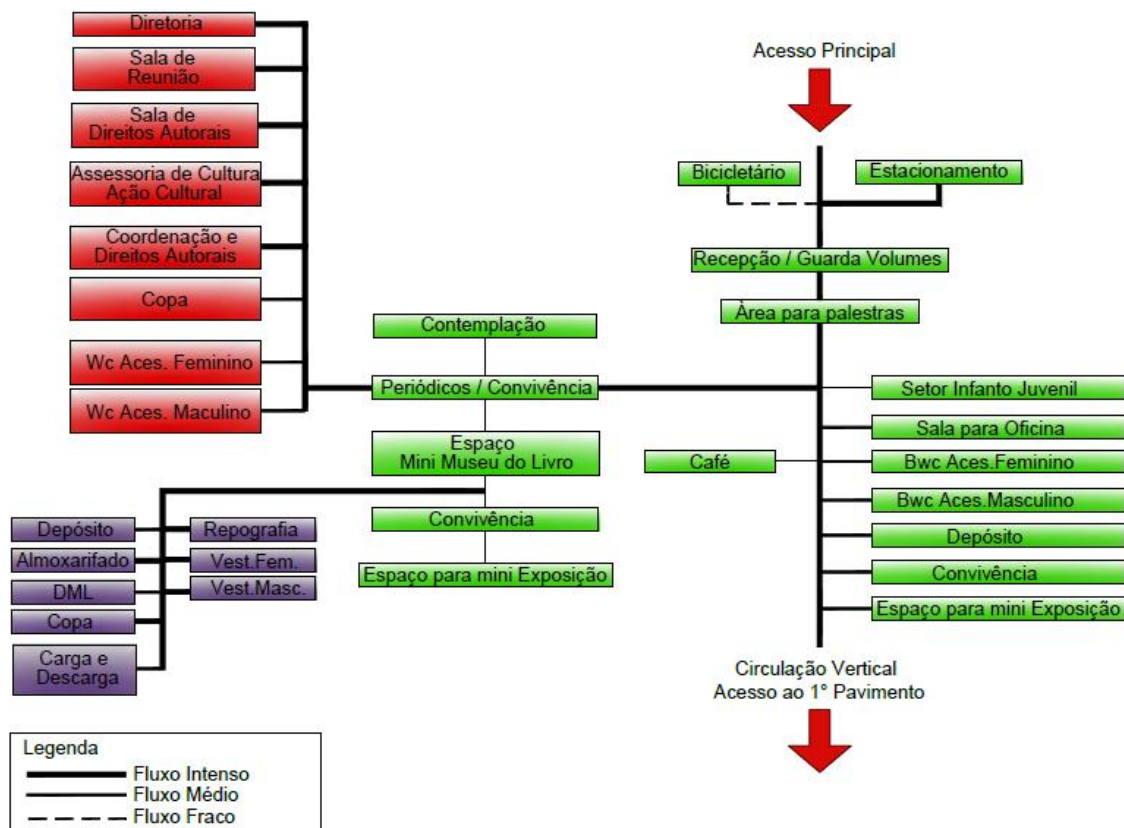 Diretoria
Sala de
Reunião
Sala de
Direitos Autorais
Assessoria de Cultura
Ação Cultural
Coordenação e
Direitos Autorais
Copa
Wc Aces. Feminino
Wc Aces. Maculino
Acesso Principal
Bicicletário
Estacionamento
Recepção / Guarda Volumes
Àrea para palestras
Contemplação
Periódicos / Convivência
Espaço
Mini Museu do Livro
Convivência
Espaço para mini Exposição
Café
Setor Infanto Juvenil
Sala para Oficina
Bwc Aces.Feminino
Bwc Aces.Masculino
Depósito
Convivência
Espaço para mini Exposição
Circulação Vertical
Acesso ao 1° Pavimento
Depósito
Almoxarifado
DML
Copa
Carga e
Descarga
Repografia
Vest.Fem.
Vest.Masc.
Legenda
Fluxo Intenso
Fluxo Médio
Fluxo Fraco